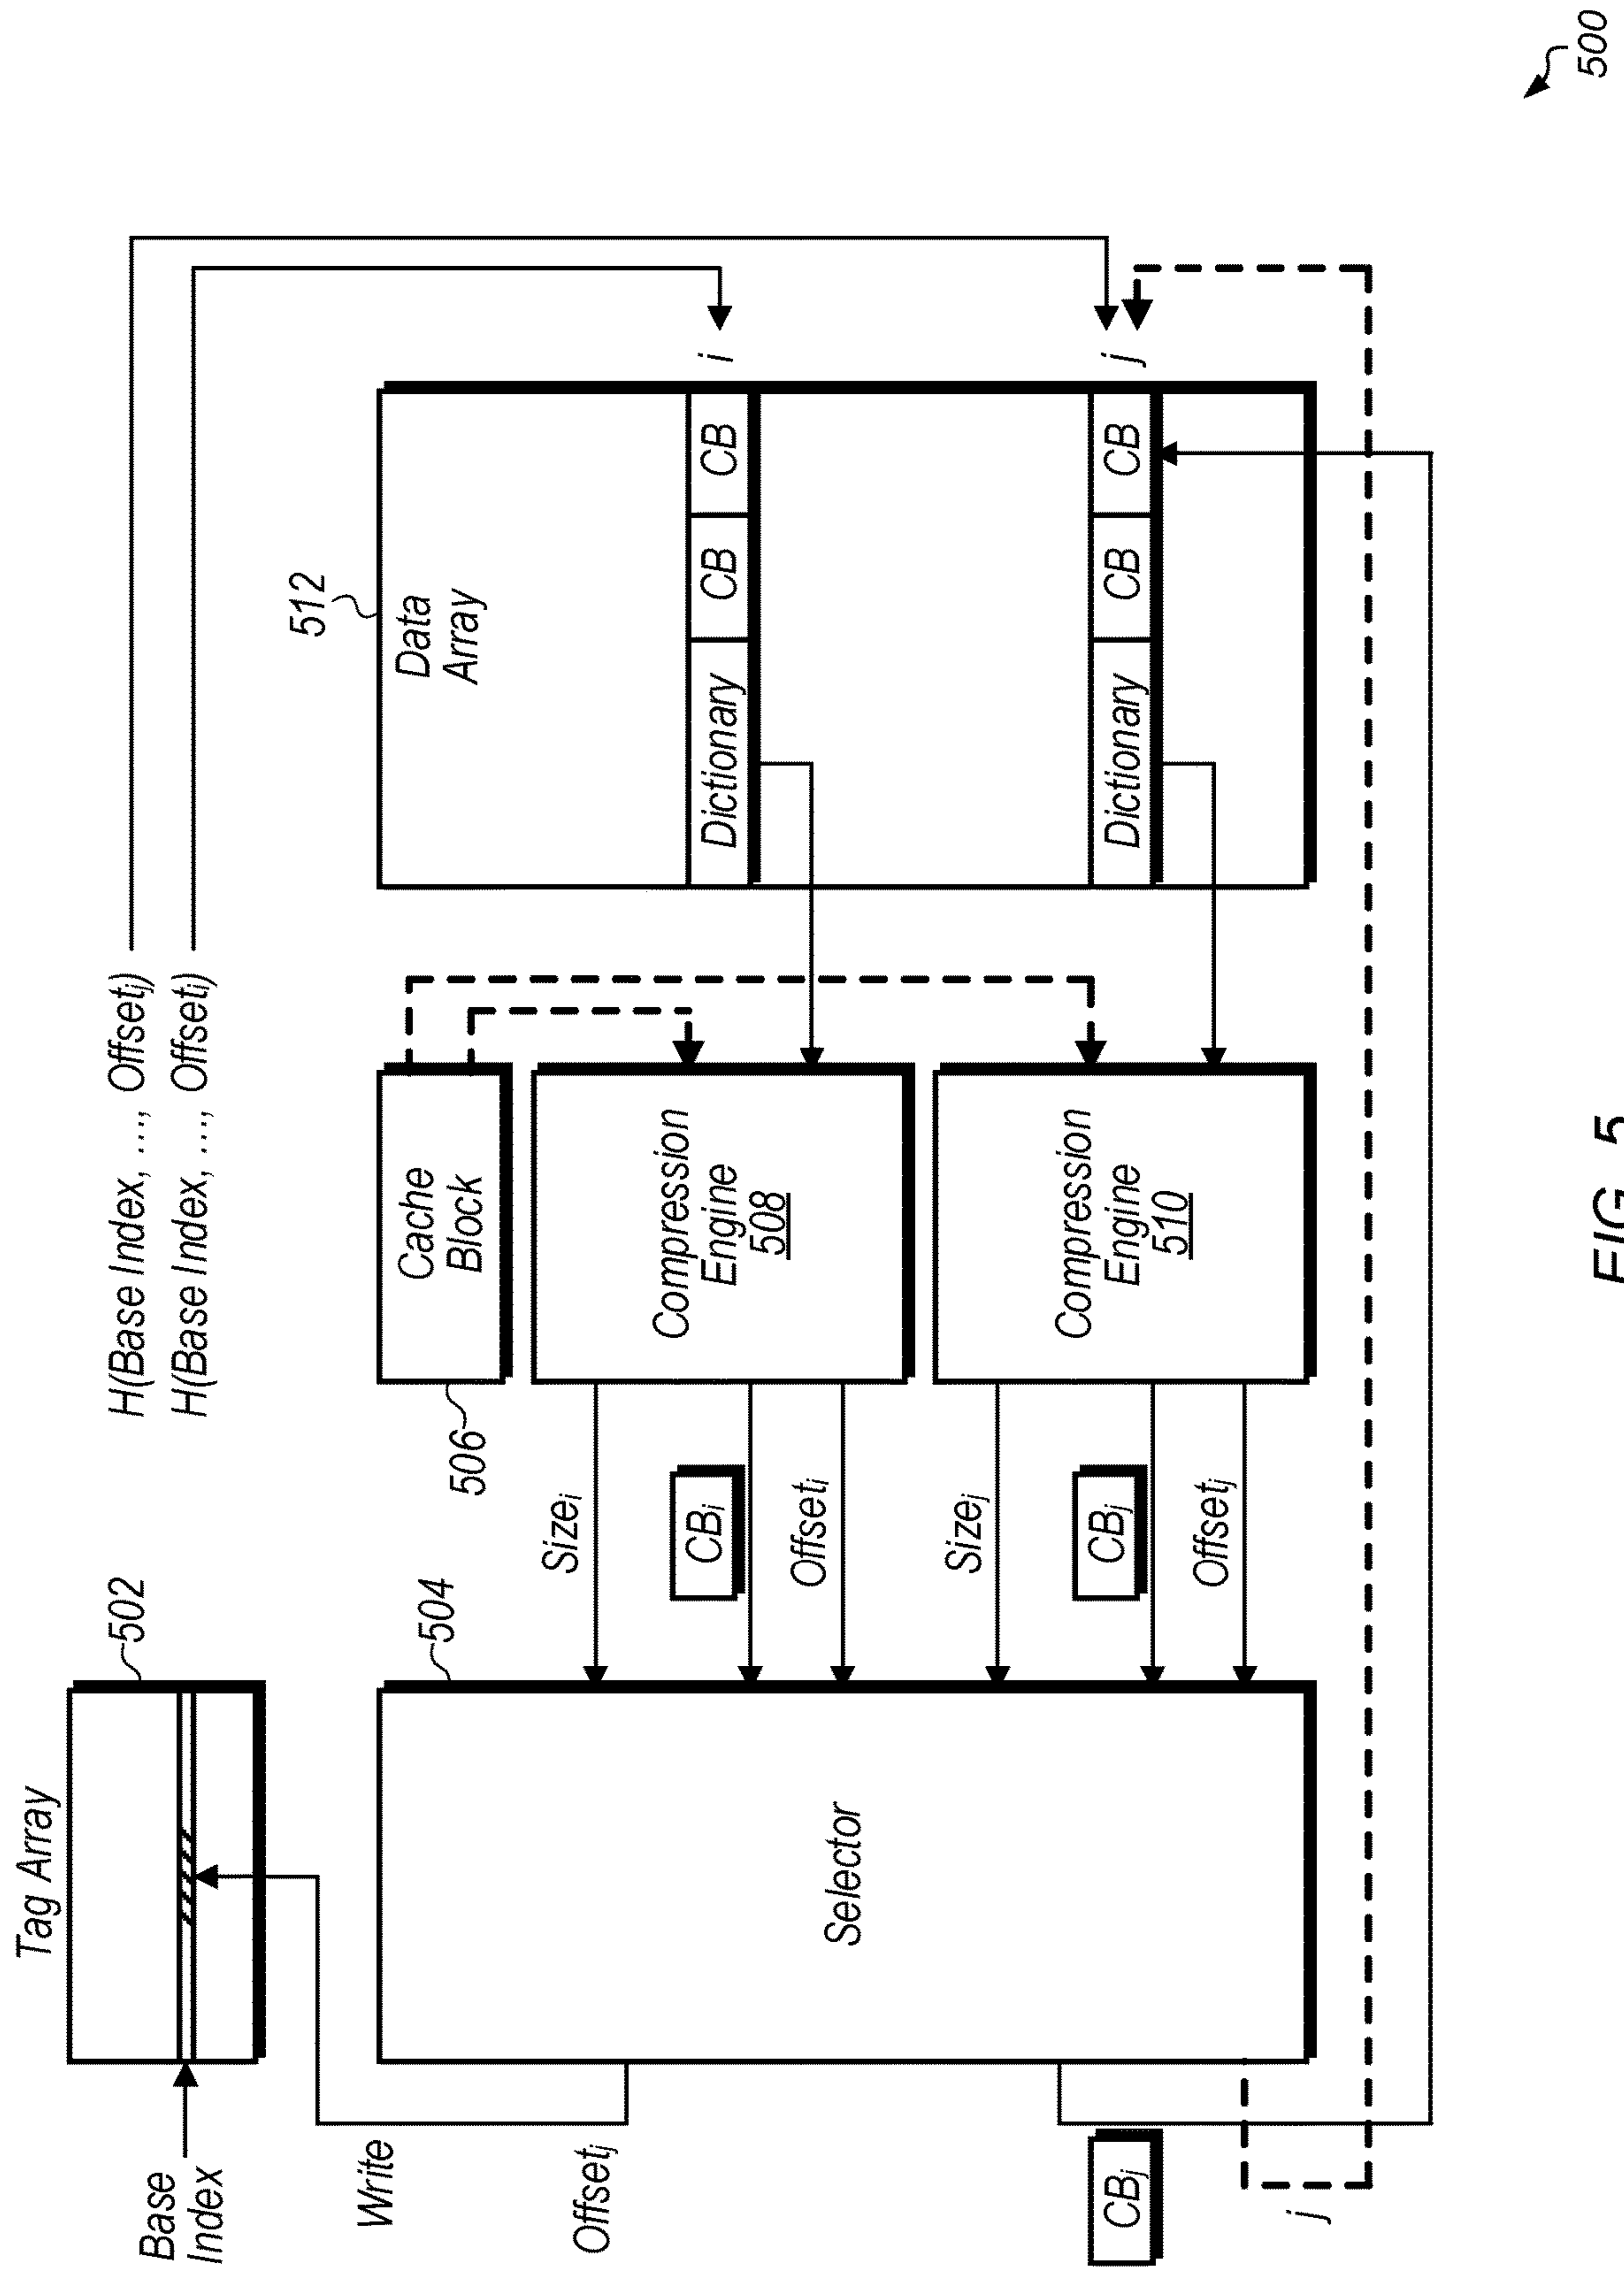 Tag Array
502
Base
Index
H(Base Index, ..., Offsetj)
H(Base Index, ..., Offseti)
Write
Offsetj
504
Selector
CBj
j
Sizei
CBi
Offseti
Sizej
CBj
Offsetj
506
Cache
Block
Compression
Engine
508
Compression
Engine
510
512
Data
Array
Dictionary CB CB
i
Dictionary CB CB
j
500
FIG. 5